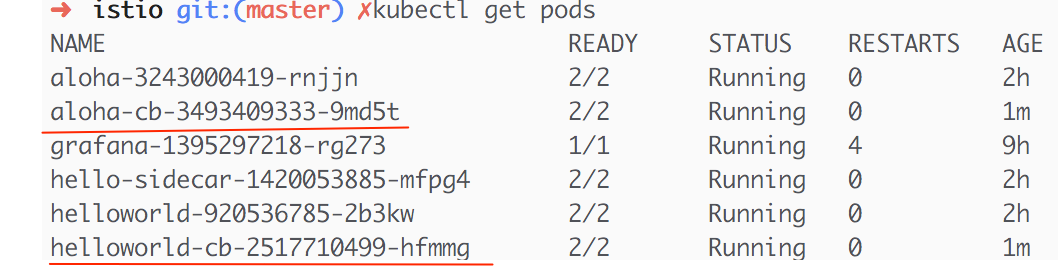 ➜ istio git:(master) ✗kubectl get pods
NAME READY STATUS RESTARTS AGE
aloha-3243000419-rnjjn 2/2 Running 0 2h
aloha-cb-3493409333-9md5t 2/2 Running 0 1m
grafana-1395297218-rg273 1/1 Running 4 9h
hello-sidecar-1420053885-mfpg4 2/2 Running 0 2h
helloworld-920536785-2b3kw 2/2 Running 0 2h
helloworld-cb-2517710499-hfmmg 2/2 Running 0 1m